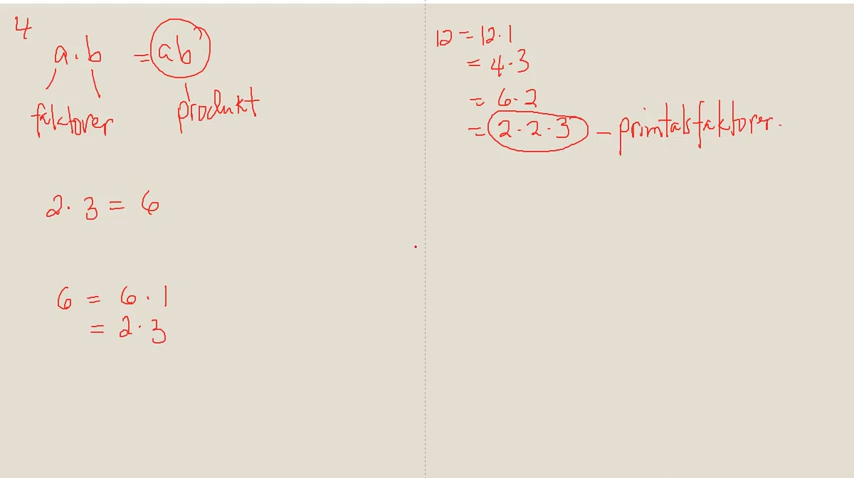 4
a · b = ab
faktorer produkt
2 · 3 = 6
6 = 6 · 1
= 2 · 3
12 = 12 · 1
= 4 · 3
= 6 · 2
= 2 · 2 · 3 – primtalsfaktorer.